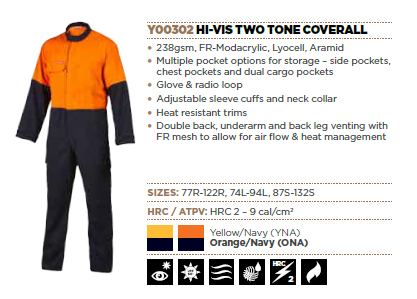 Y00302 HI-VIS TWO TONE COVERALL
• 238gsm, FR-Modacrylic, Lyocell, Aramid
• Multiple pocket options for storage – side pockets,
chest pockets and dual cargo pockets
• Glove & radio loop
• Adjustable sleeve cuffs and neck collar
• Heat resistant trims
• Double back, underarm and back leg venting with
FR mesh to allow for air flow & heat management
SIZES: 77R-122R, 74L-94L, 87S-132S
HRC / ATPV: HRC 2 – 9 cal/cm²
Yellow/Navy (YNA)
Orange/Navy (ONA)
HRC
2